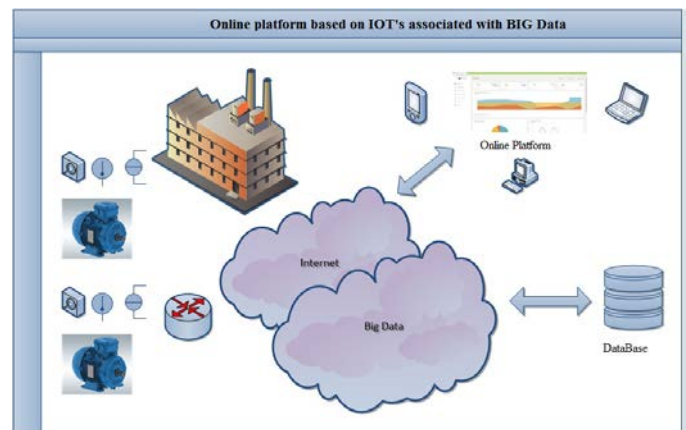 Online platform based on IOT's associated with BIG Data
Online Platform
Internet
Big Data
DataBase